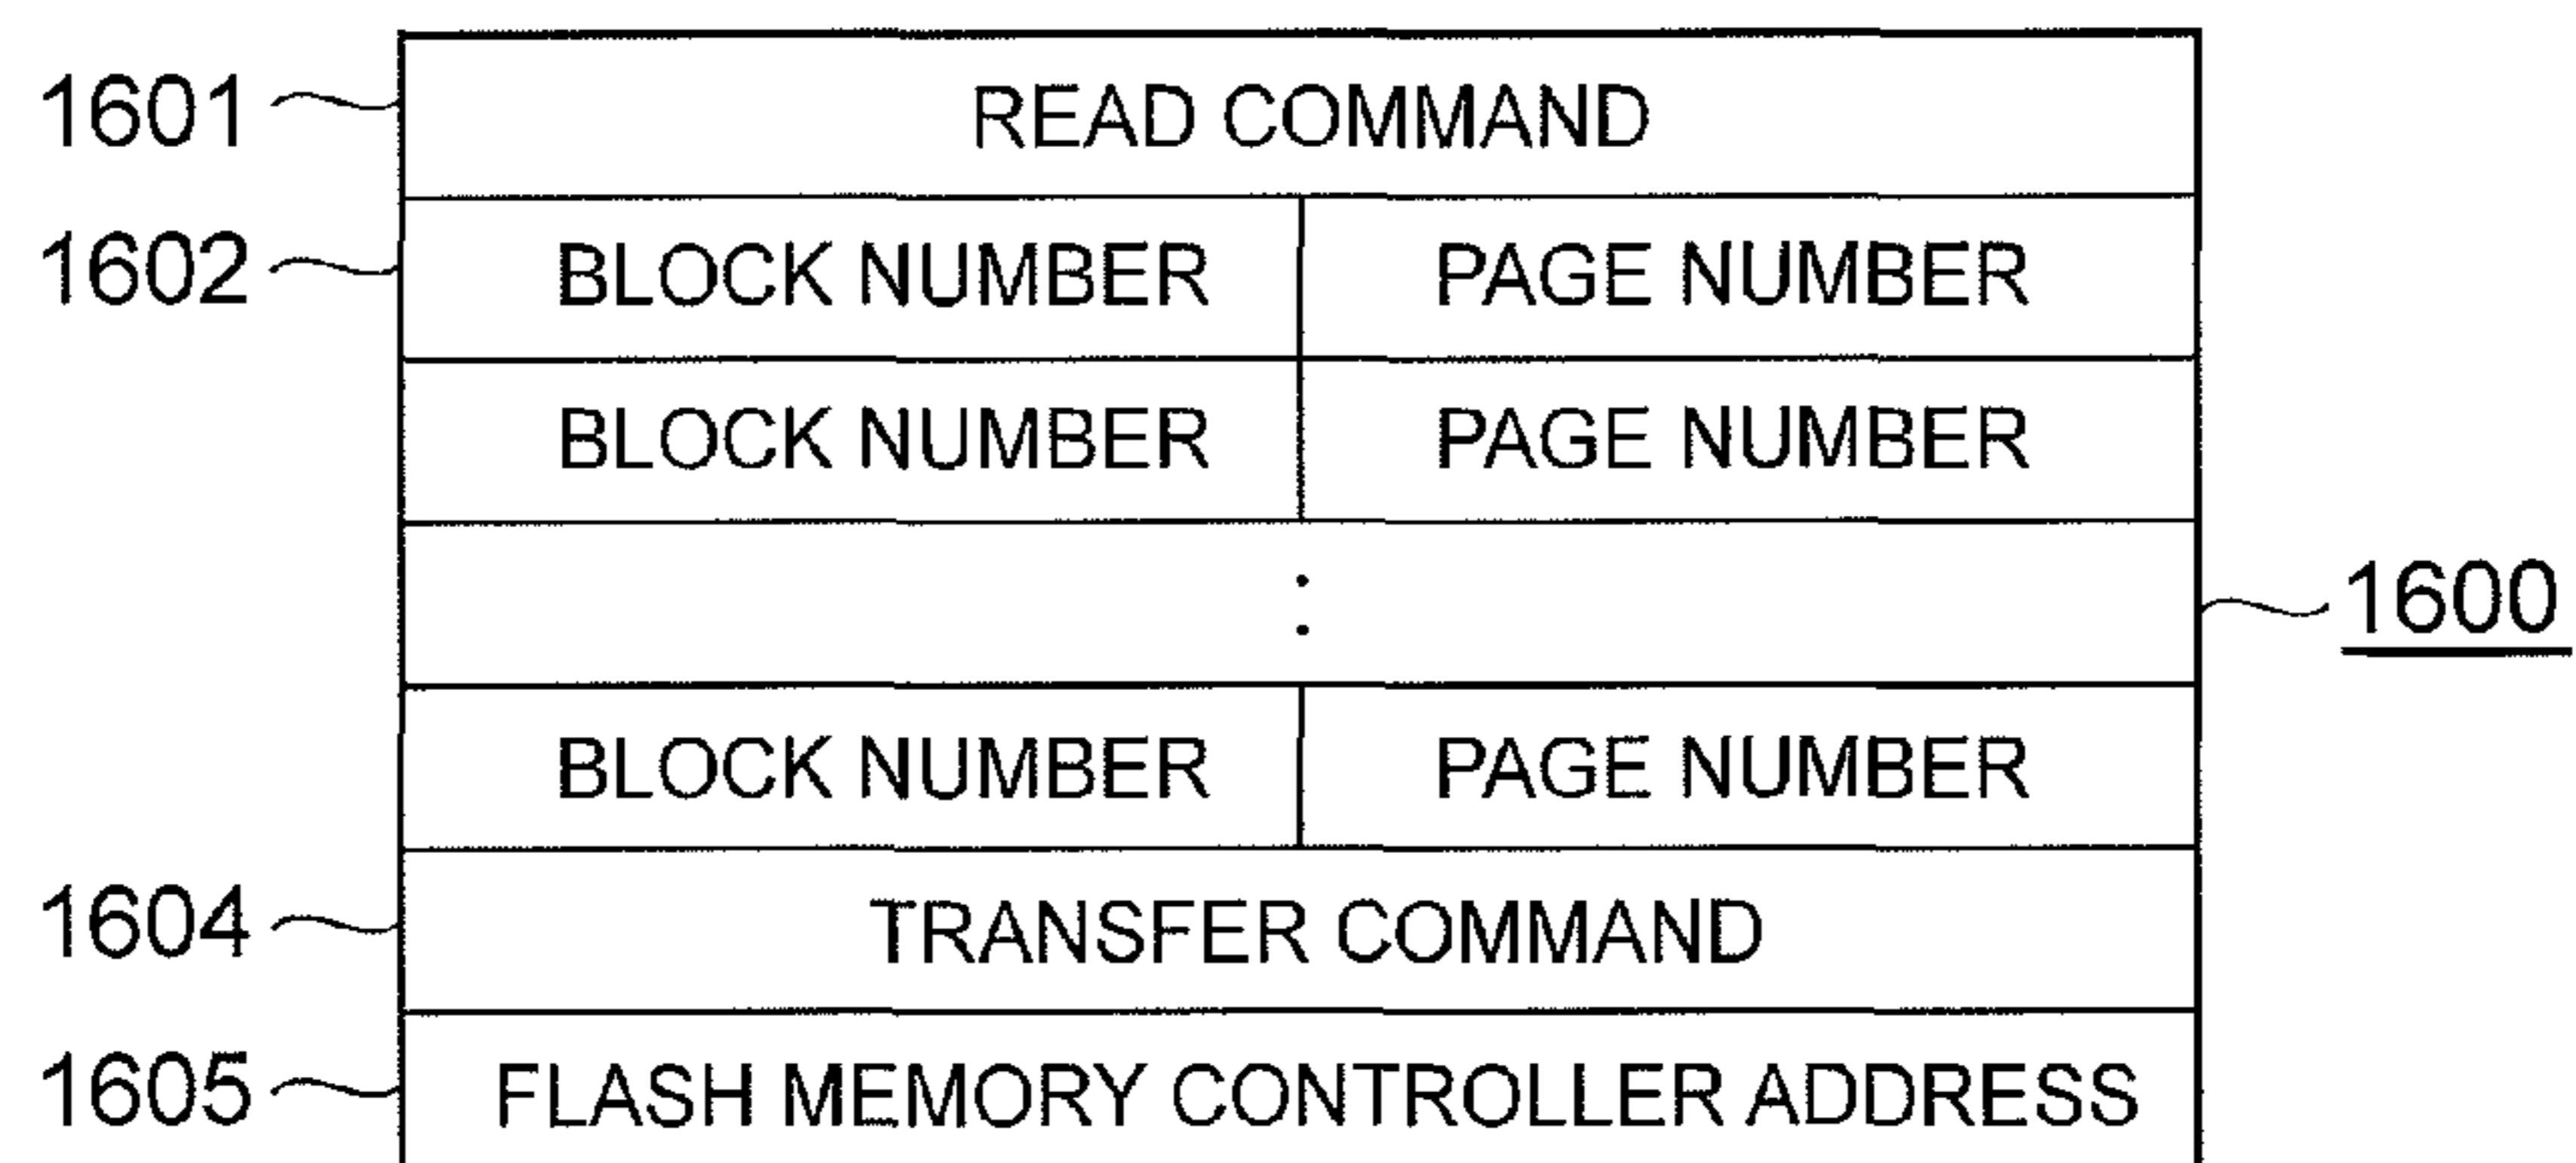 1601 READ COMMAND
1602 BLOCK NUMBER PAGE NUMBER
BLOCK NUMBER PAGE NUMBER
:
1600
BLOCK NUMBER PAGE NUMBER
1604 TRANSFER COMMAND
1605 FLASH MEMORY CONTROLLER ADDRESS